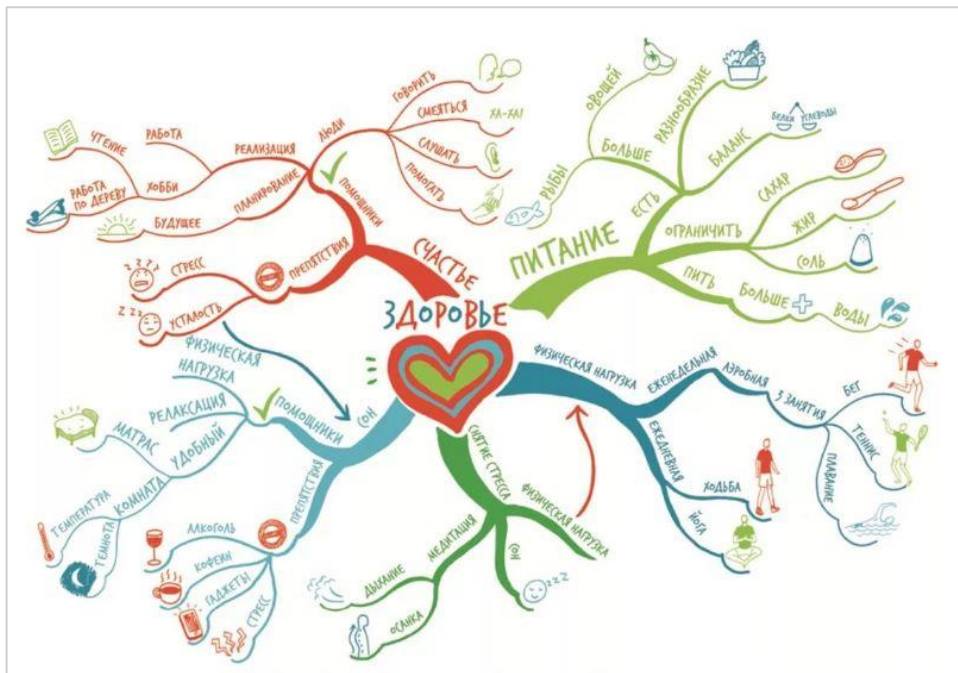 ЗДОРОВЬЕ
СЧАСТЬЕ
ПОМОЩНИКИ
ЛЮДИ
ГОВОРИТЬ
СМЕЯТЬСЯ
ХА-ХА!
СЛУШАТЬ
ПОМОГАТЬ
РЕАЛИЗАЦИЯ
РАБОТА
ХОББИ
ЧТЕНИЕ
РАБОТА
ПО ДЕРЕВУ
ПЛАНИРОВАНИЕ
БУДУЩЕЕ
ПРЕПЯТСТВИЯ
СТРЕСС
ZZZZ
УСТАЛОСТЬ
ZZZ
ПИТАНИЕ
ЕСТЬ
БОЛЬШЕ
ОВОЩЕЙ
РЫБЫ
РАЗНООБРАЗИЕ
БАЛАНС
БЕЛКИ УГЛЕВОДЫ
ОГРАНИЧИТЬ
САХАР
ЖИР
СОЛЬ
ПИТЬ
БОЛЬШЕ
ВОДЫ
ФИЗИЧЕСКАЯ НАГРУЗКА
ЕЖЕНЕДЕЛЬНАЯ
АЭРОБНАЯ
3 ЗАНЯТИЯ
БЕГ
ТЕННИС
ПЛАВАНИЕ
ЕЖЕДНЕВНАЯ
ХОДЬБА
ЙОГА
СНЯТИЕ СТРЕССА
ФИЗИЧЕСКАЯ НАГРУЗКА
СОН
ZZZ
МЕДИТАЦИЯ
ДЫХАНИЕ
ОСАНКА
СОН
ПОМОЩНИКИ
ФИЗИЧЕСКАЯ
НАГРУЗКА
РЕЛАКСАЦИЯ
УДОБНЫЙ
МАТРАС
КОМНАТА
ТЕМПЕРАТУРА
ТЕМНОТА
ПРЕПЯТСТВИЯ
АЛКОГОЛЬ
КОФЕИН
ГАДЖЕТЫ
СТРЕСС